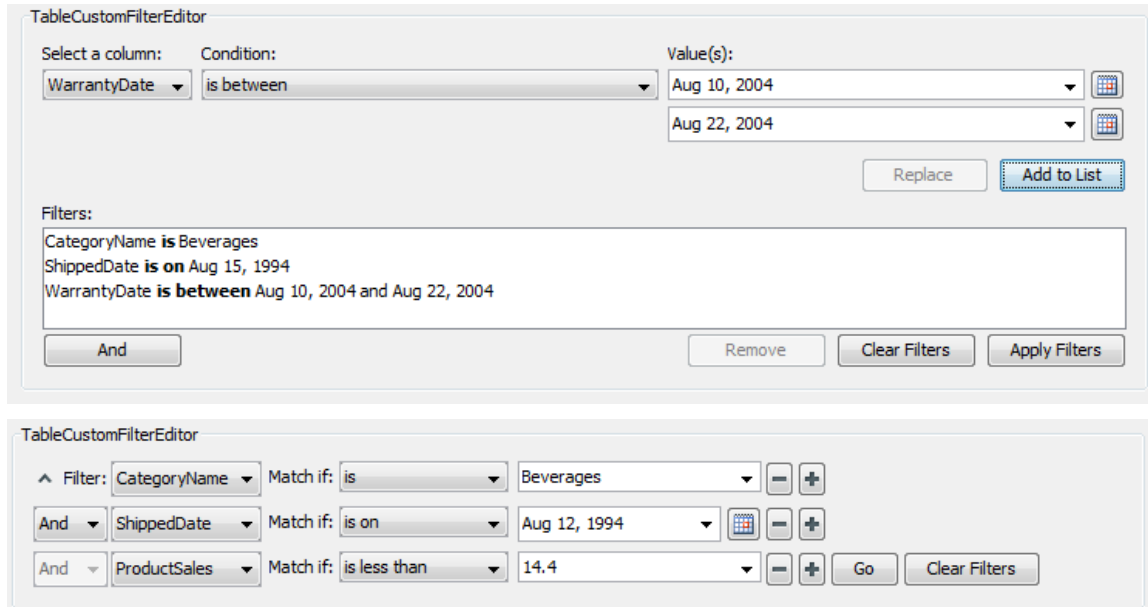 TableCustomFilterEditor
Select a column: Condition: Value(s):
WarrantyDate is between Aug 10, 2004
Aug 22, 2004
Replace Add to List
Filters:
CategoryName is Beverages
ShippedDate is on Aug 15, 1994
WarrantyDate is between Aug 10, 2004 and Aug 22, 2004
And Remove Clear Filters Apply Filters
TableCustomFilterEditor
Filter: CategoryName Match if: is Beverages
And ShippedDate Match if: is on Aug 12, 1994
And ProductSales Match if: is less than 14.4 Go Clear Filters